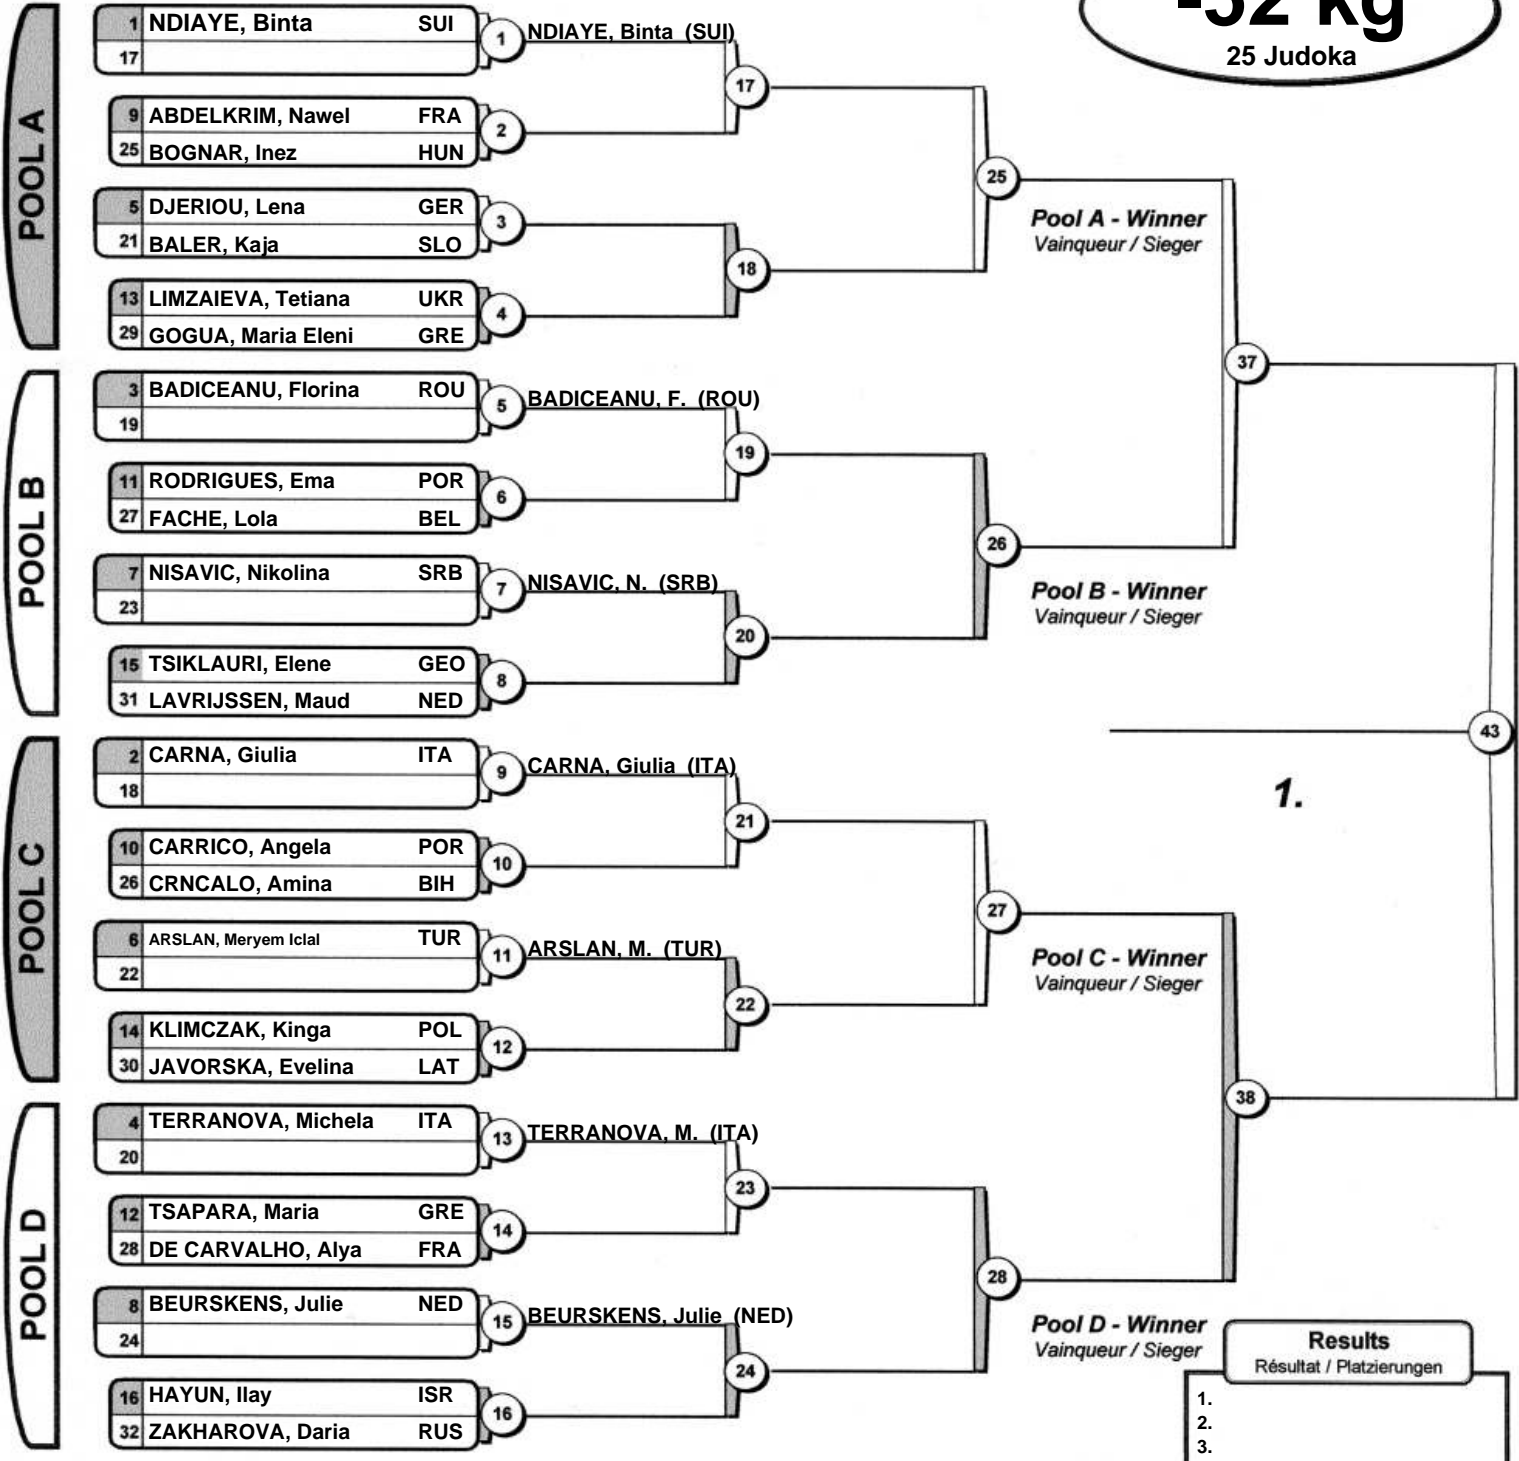 -52 kg
25 Judoka
POOL A
1 NDIAYE, Binta SUI
17
1 NDIAYE, Binta (SUI)
9 ABDELKRIM, Nawel FRA
25 BOGNAR, Inez HUN
2
17
5 DJERIOU, Lena GER
21 BALER, Kaja SLO
3
13 LIMZAIEVA, Tetiana UKR
29 GOGUA, Maria Eleni GRE
4
18
25
Pool A - Winner
Vainqueur / Sieger
POOL B
3 BADICEANU, Florina ROU
19
5 BADICEANU, F. (ROU)
11 RODRIGUES, Ema POR
27 FACHE, Lola BEL
6
19
7 NISAVIC, Nikolina SRB
23
7 NISAVIC, N. (SRB)
15 TSIKLAURI, Elene GEO
31 LAVRIJSSEN, Maud NED
8
20
26
Pool B - Winner
Vainqueur / Sieger
37
POOL C
2 CARNA, Giulia ITA
18
9 CARNA, Giulia (ITA)
10 CARRICO, Angela POR
26 CRNCALO, Amina BIH
10
21
6 ARSLAN, Meryem Iclal TUR
22
11 ARSLAN, M. (TUR)
14 KLIMCZAK, Kinga POL
30 JAVORSKA, Evelina LAT
12
22
27
Pool C - Winner
Vainqueur / Sieger
POOL D
4 TERRANOVA, Michela ITA
20
13 TERRANOVA, M. (ITA)
12 TSAPARA, Maria GRE
28 DE CARVALHO, Alya FRA
14
23
8 BEURSKENS, Julie NED
24
15 BEURSKENS, Julie (NED)
16 HAYUN, Ilay ISR
32 ZAKHAROVA, Daria RUS
16
24
28
Pool D - Winner
Vainqueur / Sieger
38
43
1.
Results
Résultat / Platzierungen
1.
2.
3.